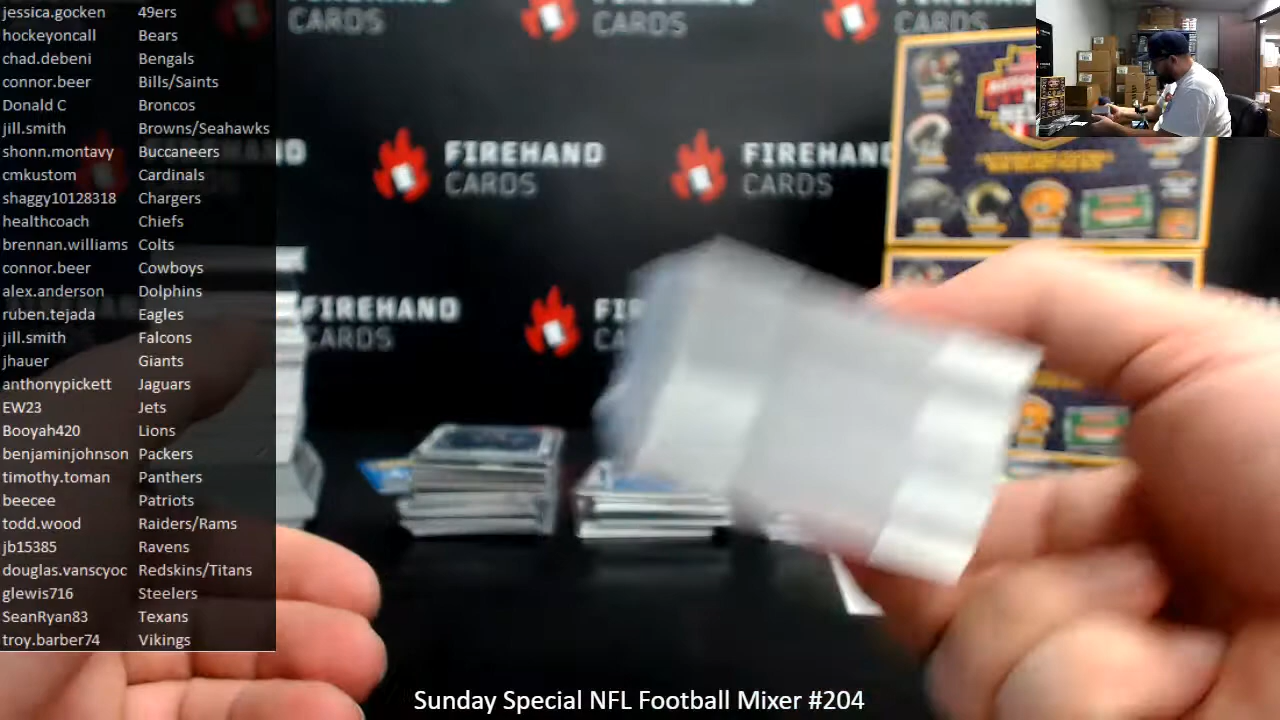 jessica.gocken 49ers
hockeyoncall Bears
chad.debeni Bengals
connor.beer Bills/Saints
Donald C Broncos
jill.smith Browns/Seahawks
shonn.montavy Buccaneers
cmkustom Cardinals
shaggy10128318 Chargers
healthcoach Chiefs
brennan.williams Colts
connor.beer Cowboys
alex.anderson Dolphins
ruben.tejada Eagles
jill.smith Falcons
jhauer Giants
anthonypickett Jaguars
EW23 Jets
Booyah420 Lions
benjaminjohnson Packers
timothy.toman Panthers
beecee Patriots
todd.wood Raiders/Rams
jb15385 Ravens
douglas.vanscyoc Redskins/Titans
glewis716 Steelers
SeanRyan83 Texans
troy.barber74 Vikings
CARDS
CARDS
CARDS
FIREHAND
CARDS
FIREHAND
CARDS
FIREHAND
CARDS
Sunday Special NFL Football Mixer #204